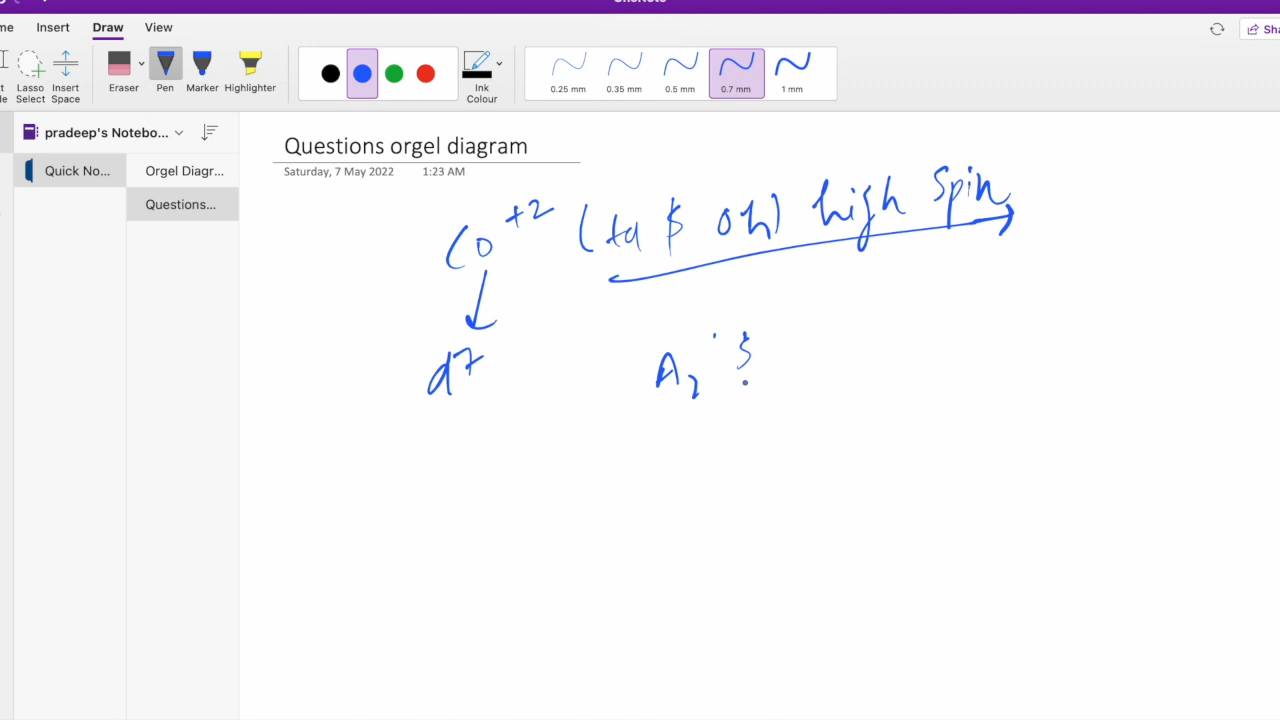 OneNote
me Insert Draw View
Sha
Lasso Select
Insert Space
Eraser
Pen
Marker
Highlighter
Ink Colour
0.25 mm
0.35 mm
0.5 mm
0.7 mm
1 mm
pradeep's Notebo...
Quick No...
Orgel Diagr...
Questions...
Questions orgel diagram
Saturday, 7 May 2022 1:23 AM
Co+2 (td & oh) high spin
d7
A2